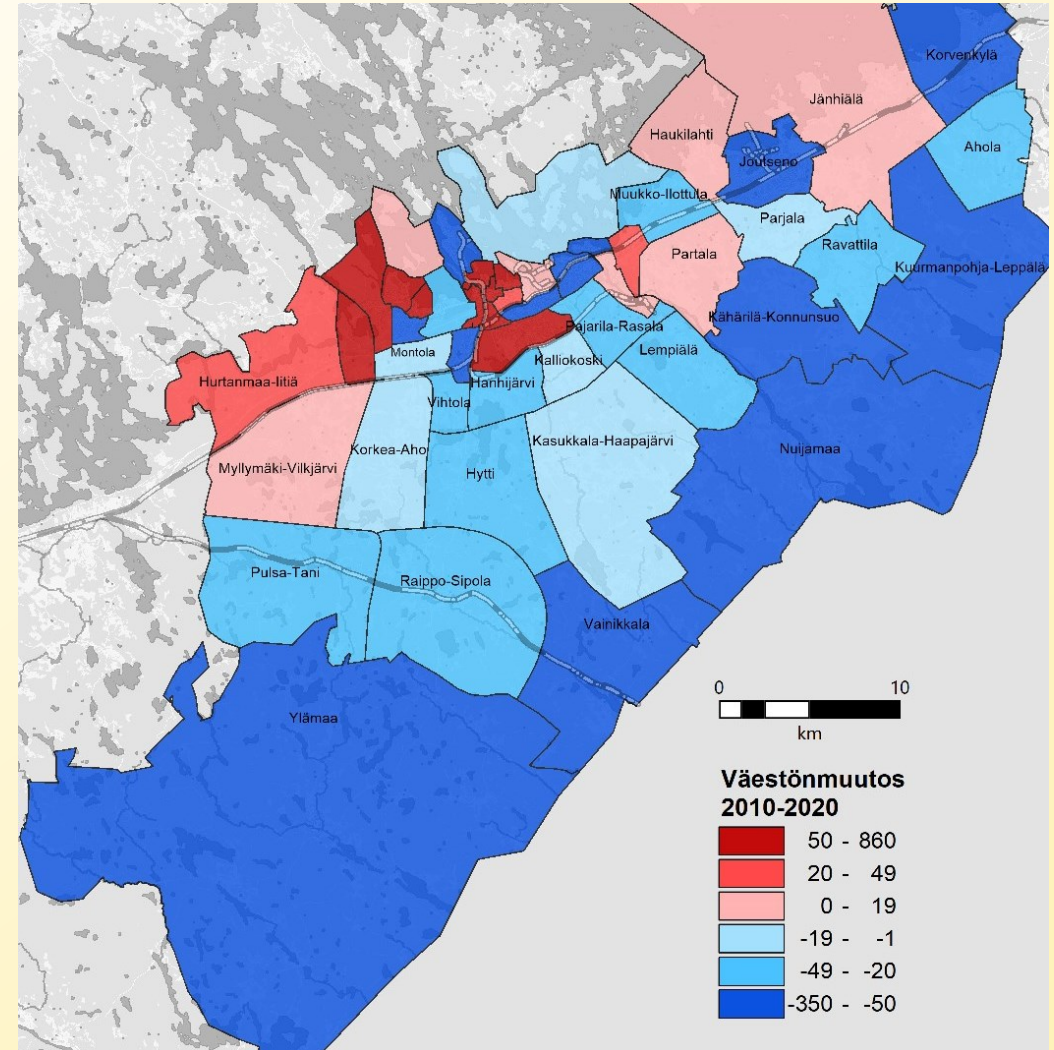 Korvenkylä
Jänhiälä
Haukilahti
Ahola
Joutseno
Muukko-Ilottula
Parjala
Ravattila
Partala
Kuurmanpohja-Leppälä
Kähärilä-Konnunsuo
Pajarila-Rasala
Lempiälä
Montola
Kalliokoski
Hurtanmaa-Iitiä
Hanhijärvi
Vihtola
Kasukkala-Haapajärvi
Korkea-Aho
Nuijamaa
Myllymäki-Vilkjärvi
Hytti
Pulsa-Tani
Raippo-Sipola
Vainikkala
Ylämaa
0 10
km
Väestönmuutos
2010-2020
50 - 860
20 - 49
0 - 19
-19 - -1
-49 - -20
-350 - -50